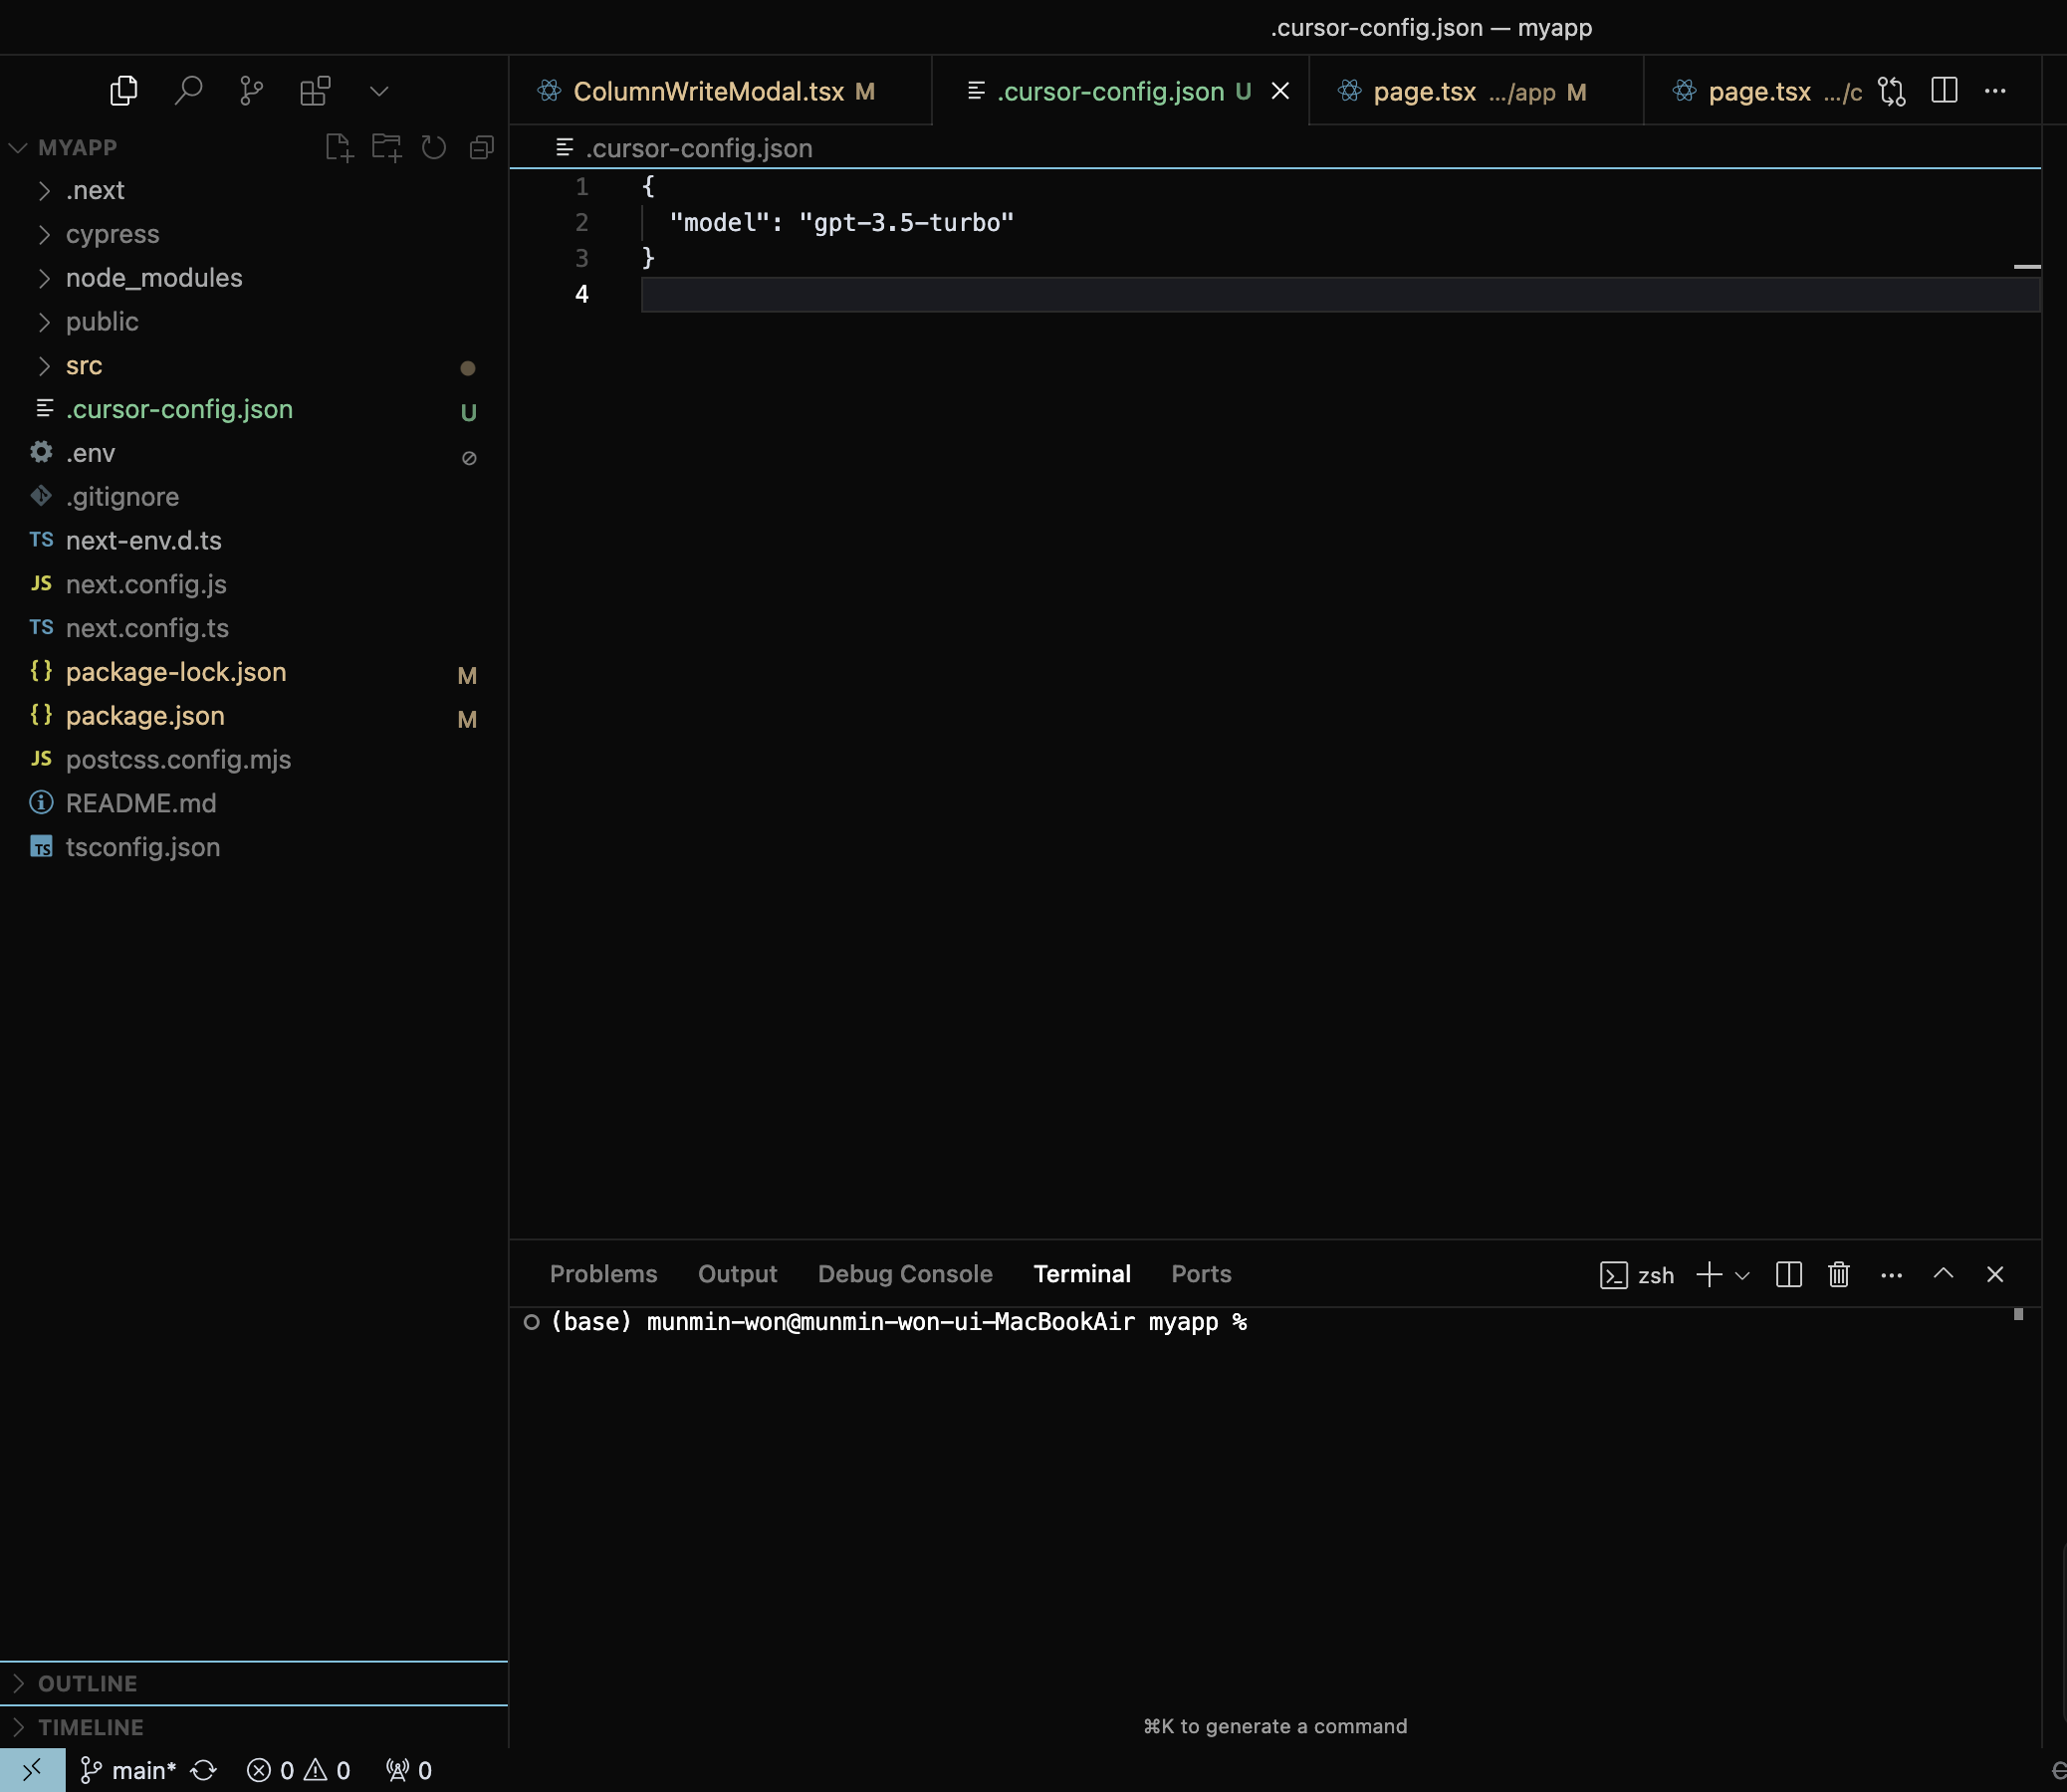 .cursor-config.json — myapp
ColumnWriteModal.tsx M
.cursor-config.json U
page.tsx .../app M
page.tsx .../c
MYAPP
.next
cypress
node_modules
public
src
.cursor-config.json U
.env
.gitignore
TS next-env.d.ts
JS next.config.js
TS next.config.ts
{} package-lock.json M
{} package.json M
JS postcss.config.mjs
README.md
TS tsconfig.json
OUTLINE
TIMELINE
.cursor-config.json
1 {
2 "model": "gpt-3.5-turbo"
3 }
4
Problems Output Debug Console Terminal Ports
zsh
(base) munmin-won@munmin-won-ui-MacBookAir myapp %
⌘K to generate a command
main* 0 0 0